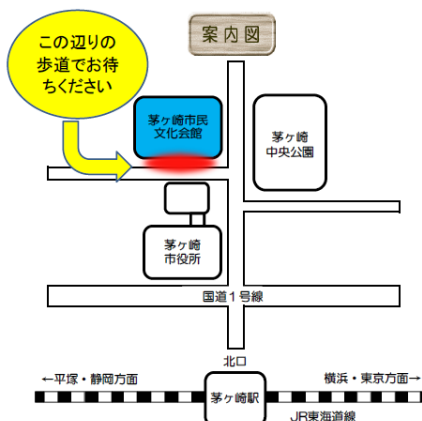 案内図
この辺りの
歩道でお待
ちください
茅ヶ崎市民
文化会館
茅ヶ崎
中央公園
茅ヶ崎
市役所
国道1号線
北口
←平塚・静岡方面
横浜・東京方面→
茅ヶ崎駅
JR東海道線